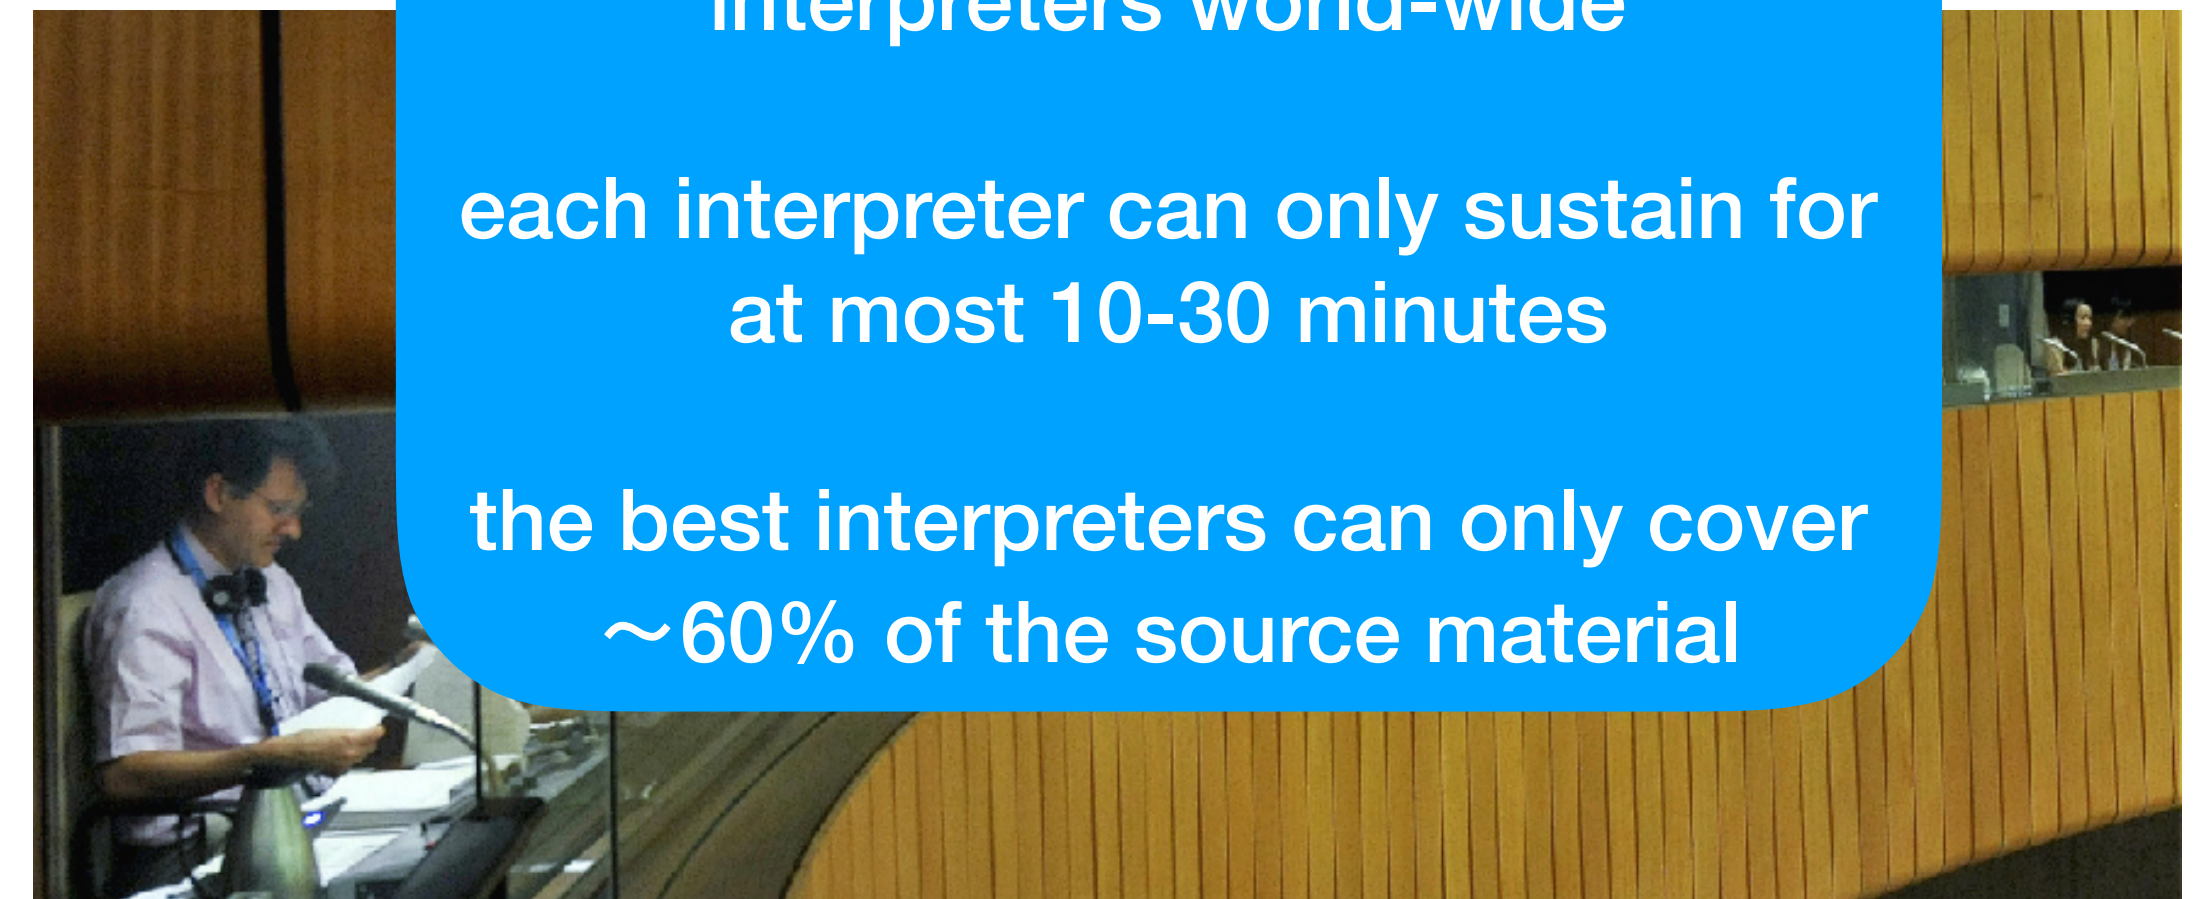 interpreters world-wide
each interpreter can only sustain for
at most 10-30 minutes
the best interpreters can only cover
~60% of the source material